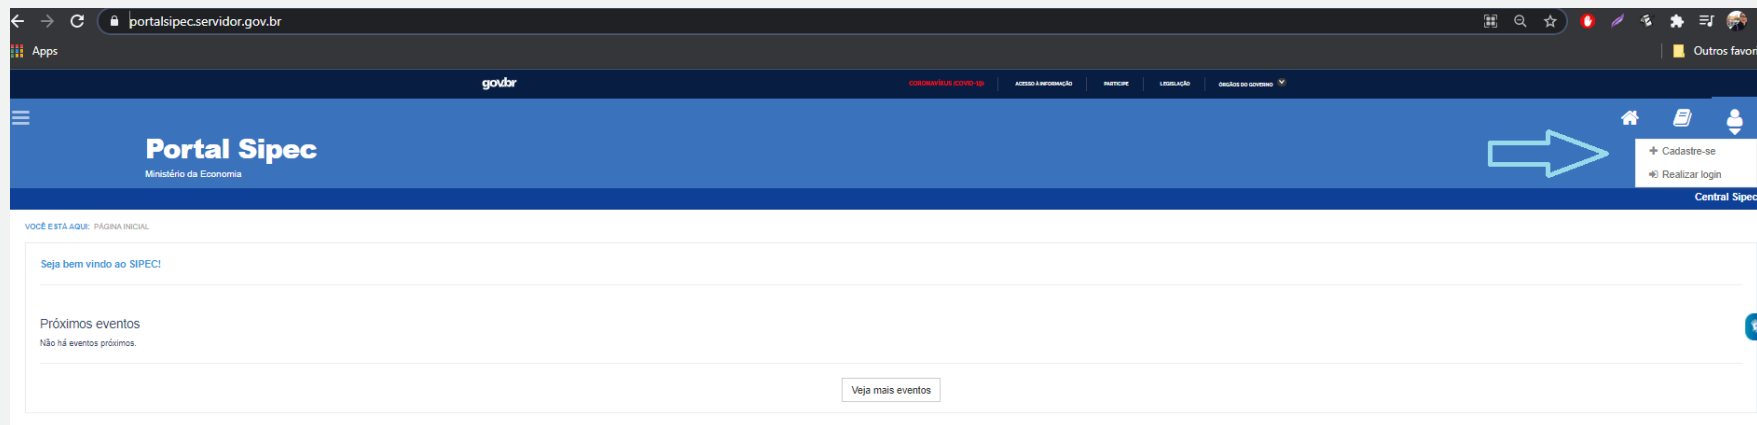 portalsipec.servidor.gov.br
Apps
Outros favori
gov.br
CORONAVÍRUS (COVID-19)
ACESSO À INFORMAÇÃO
PARTICIPE
LEGISLAÇÃO
ÓRGÃOS DO GOVERNO
Portal Sipec
Ministério da Economia
Cadastre-se
Realizar login
Central Sipec
VOCÊ ESTÁ AQUI: PÁGINA INICIAL
Seja bem vindo ao SIPEC!
Próximos eventos
Não há eventos próximos.
Veja mais eventos